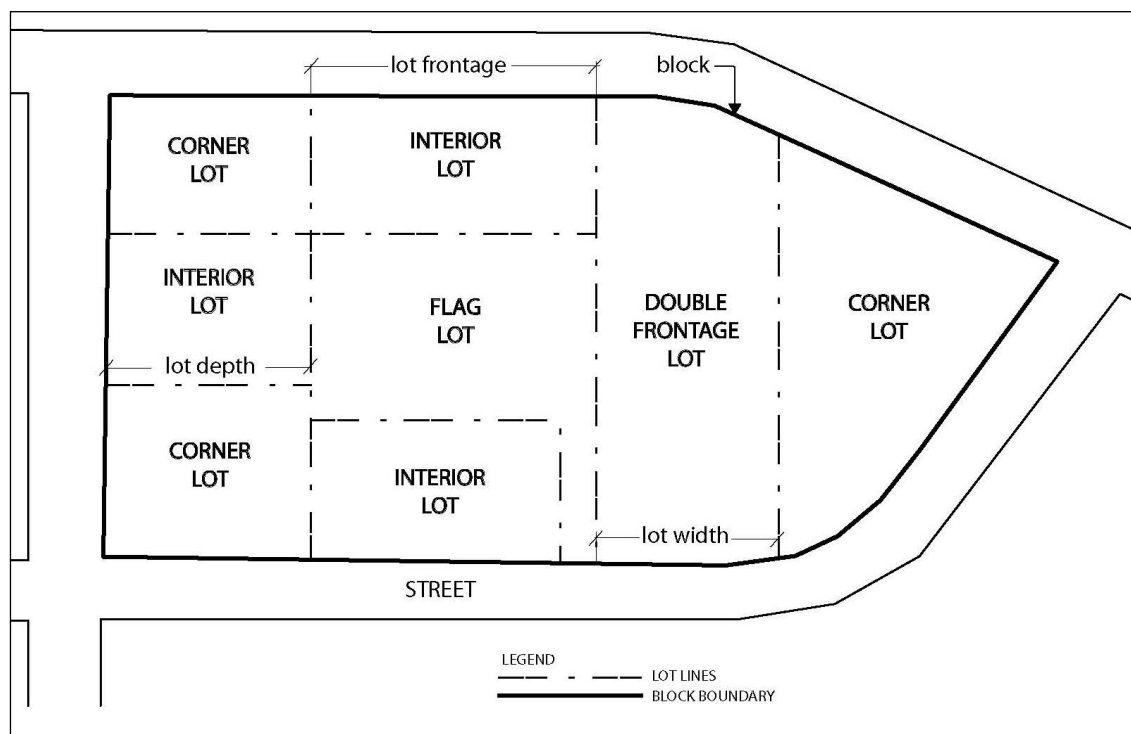 lot frontage
block
CORNER
LOT
INTERIOR
LOT
INTERIOR
LOT
FLAG
LOT
DOUBLE
FRONTAGE
LOT
CORNER
LOT
lot depth
CORNER
LOT
INTERIOR
LOT
lot width
STREET
LEGEND
LOT LINES
BLOCK BOUNDARY